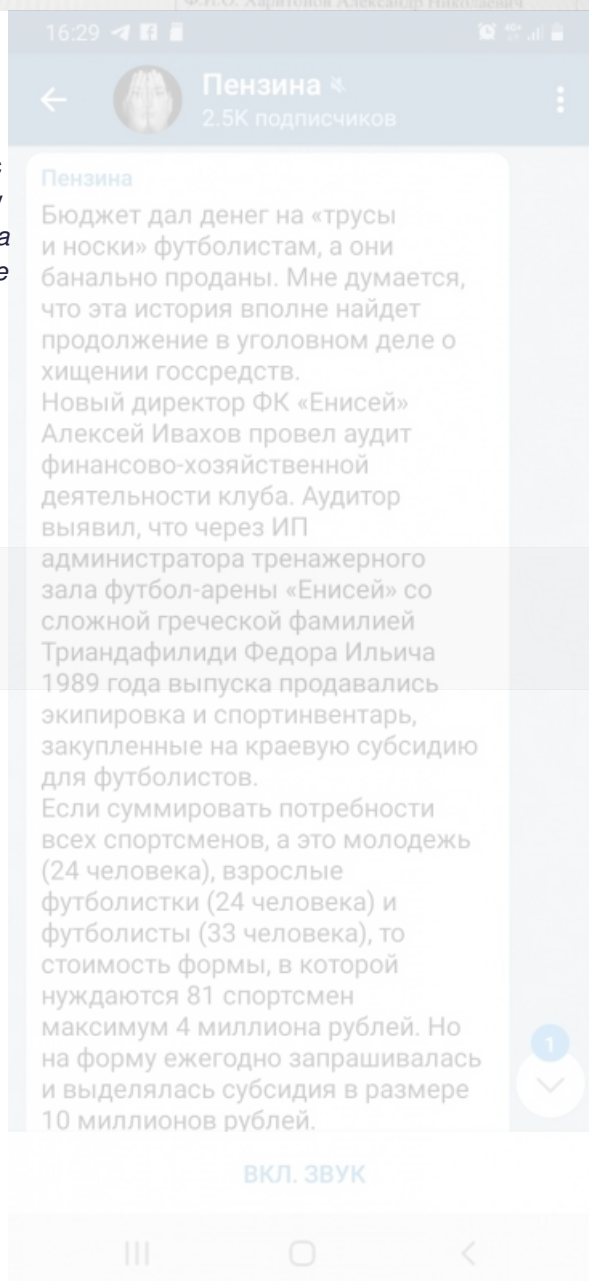 Ф.И.О. Харитонов Александр Николаевич
16:29
Пензина
2.5K подписчиков
Пензина
Бюджет дал денег на «трусы
и носки» футболистам, а они
банально проданы. Мне думается,
что эта история вполне найдет
продолжение в уголовном деле о
хищении госсредств.
Новый директор ФК «Енисей»
Алексей Ивахов провел аудит
финансово-хозяйственной
деятельности клуба. Аудитор
выявил, что через ИП
администратора тренажерного
зала футбол-арены «Енисей» со
сложной греческой фамилией
Триандафилиди Федора Ильича
1989 года выпуска продавались
экипировка и спортинвентарь,
закупленные на краевую субсидию
для футболистов.
Если суммировать потребности
всех спортсменов, а это молодежь
(24 человека), взрослые
футболистки (24 человека) и
футболисты (33 человека), то
стоимость формы, в которой
нуждаются 81 спортсмен
максимум 4 миллиона рублей. Но
на форму ежегодно запрашивалась
и выделялась субсидия в размере
10 миллионов рублей.
1
ВКЛ. ЗВУК